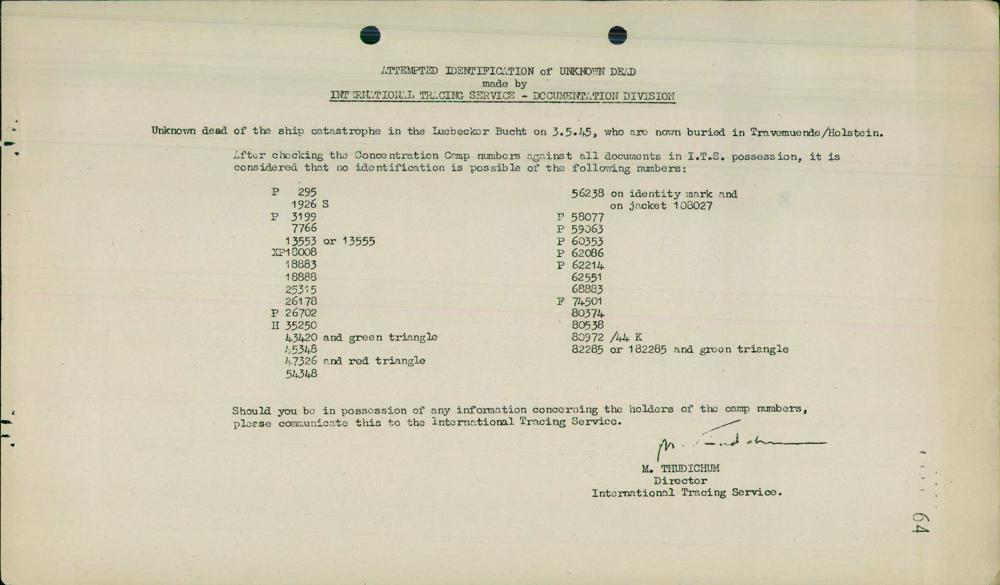 ATTEMPTED IDENTIFICATION of UNKNOWN DEAD
made by
INTERNATIONAL TRACING SERVICE - DOCUMENTATION DIVISION
Unknown dead of the ship catastrophe in the Luebecker Bucht on 3.5.45, who are nown buried in Travemuende/Holstein.
After checking the Concentration Camp numbers against all documents in I.T.S. possession, it is
considered that no identification is possible of the following numbers:
P 295
1926 S
P 3199
7766
13553 or 13555
XP18008
18883
18888
25315
26178
P 26702
H 35250
43420 and green triangle
45348
47326 and red triangle
54348
56238 on identity mark and
on jacket 108027
F 58077
P 59063
P 60353
P 62086
P 62214
62551
68883
F 74501
80374
80538
80972 /44 K
82285 or 182285 and green triangle
Should you be in possession of any information concerning the holders of the camp numbers,
please communicate this to the International Tracing Service.
M. THUDICHUM
Director
International Tracing Service.
64